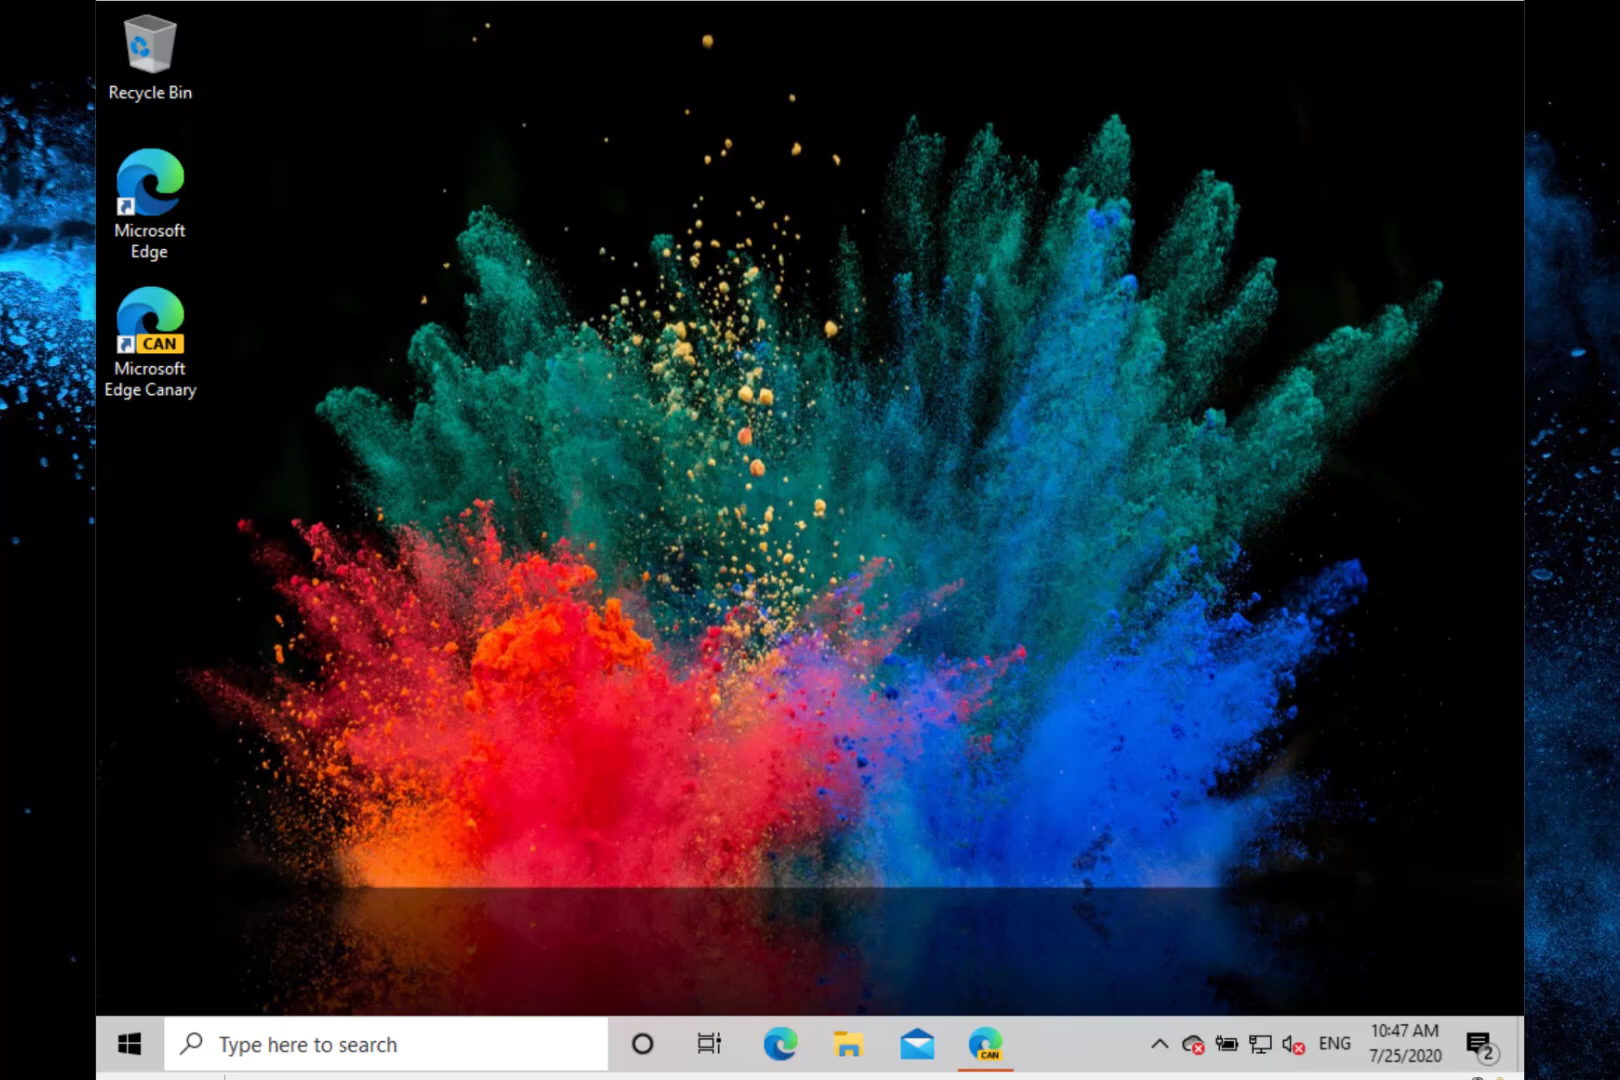 Recycle Bin
Microsoft
Edge
CAN
Microsoft
Edge Canary
Type here to search
CAN
ENG
10:47 AM
7/25/2020
2